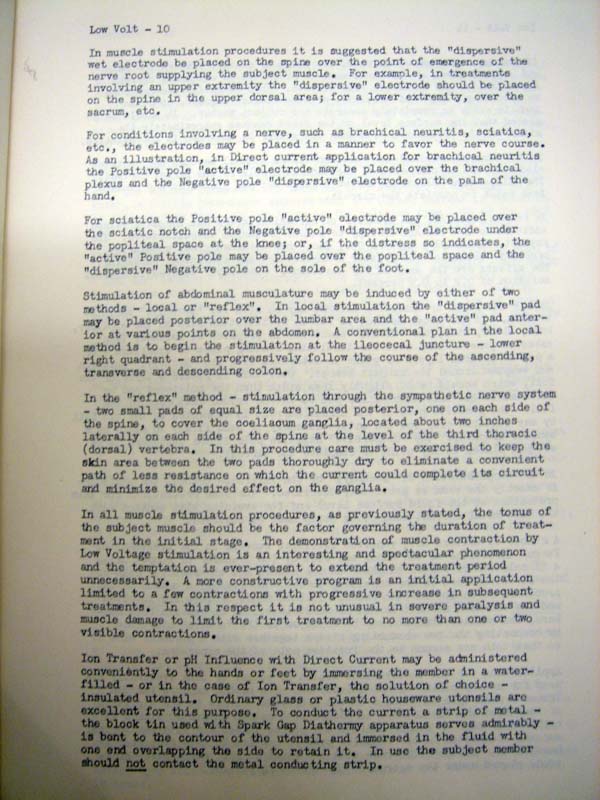 Low Volt - 10
In muscle stimulation procedures it is suggested that the "dispersive"
wet electrode be placed on the spine over the point of emergence of the
nerve root supplying the subject muscle. For example, in treatments
involving an upper extremity the "dispersive" electrode should be placed
on the spine in the upper dorsal area; for a lower extremity, over the
sacrum, etc.
For conditions involving a nerve, such as brachical neuritis, sciatica,
etc., the electrodes may be placed in a manner to favor the nerve course.
As an illustration, in Direct current application for brachical neuritis
the Positive pole "active" electrode may be placed over the brachical
plexus and the Negative pole "dispersive" electrode on the palm of the
hand.
For sciatica the Positive pole "active" electrode may be placed over
the sciatic notch and the Negative pole "dispersive" electrode under
the popliteal space at the knee; or, if the distress so indicates, the
"active" Positive pole may be placed over the popliteal space and the
"dispersive" Negative pole on the sole of the foot.
Stimulation of abdominal musculature may be induced by either of two
methods - local or "reflex". In local stimulation the "dispersive" pad
may be placed posterior over the lumbar area and the "active" pad anter-
ior at various points on the abdomen. A conventional plan in the local
method is to begin the stimulation at the ileocecal juncture - lower
right quadrant - and progressively follow the course of the ascending,
transverse and descending colon.
In the "reflex" method - stimulation through the sympathetic nerve system
- two small pads of equal size are placed posterior, one on each side of
the spine, to cover the coeliacum ganglia, located about two inches
laterally on each side of the spine at the level of the third thoracic
(dorsal) vertebra. In this procedure care must be exercised to keep the
skin area between the two pads thoroughly dry to eliminate a convenient
path of less resistance on which the current could complete its circuit
and minimize the desired effect on the ganglia.
In all muscle stimulation procedures, as previously stated, the tonus of
the subject muscle should be the factor governing the duration of treat-
ment in the initial stage. The demonstration of muscle contraction by
Low Voltage stimulation is an interesting and spectacular phenomenon
and the temptation is ever-present to extend the treatment period
unnecessarily. A more constructive program is an initial application
limited to a few contractions with progressive increase in subsequent
treatments. In this respect it is not unusual in severe paralysis and
muscle damage to limit the first treatment to no more than one or two
visible contractions.
Ion Transfer or pH Influence with Direct Current may be administered
conveniently to the hands or feet by immersing the member in a water-
filled - or in the case of Ion Transfer, the solution of choice -
insulated utensil. Ordinary glass or plastic houseware utensils are
excellent for this purpose. To conduct the current a strip of metal -
the block tin used with Spark Gap Diathermy apparatus serves admirably -
is bent to the contour of the utensil and immersed in the fluid with
one end overlapping the side to retain it. In use the subject member
should not contact the metal conducting strip.